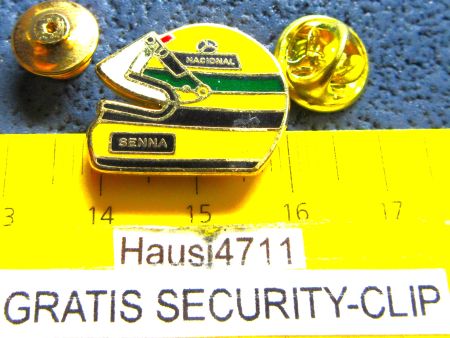 NACIONAL
SENNA
13 14 15 16 17
Hausi4711
GRATIS SECURITY-CLIP